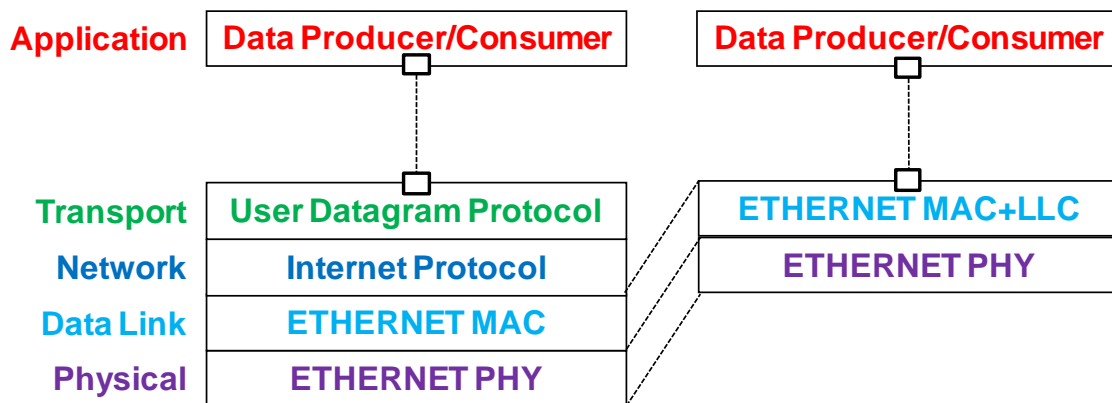 Application Data Producer/Consumer Data Producer/Consumer
Transport User Datagram Protocol ETHERNET MAC+LLC
Network Internet Protocol ETHERNET PHY
Data Link ETHERNET MAC
Physical ETHERNET PHY